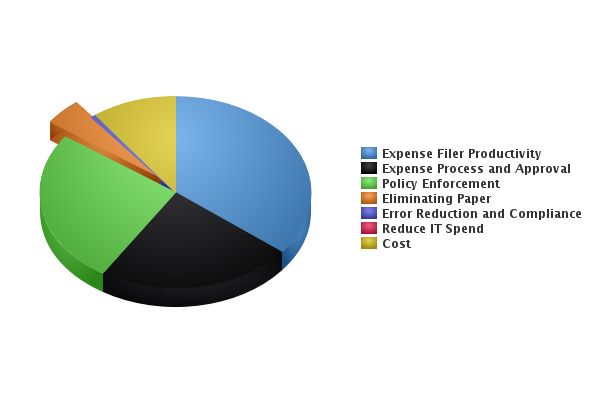 Expense Filer Productivity
Expense Process and Approval
Policy Enforcement
Eliminating Paper
Error Reduction and Compliance
Reduce IT Spend
Cost